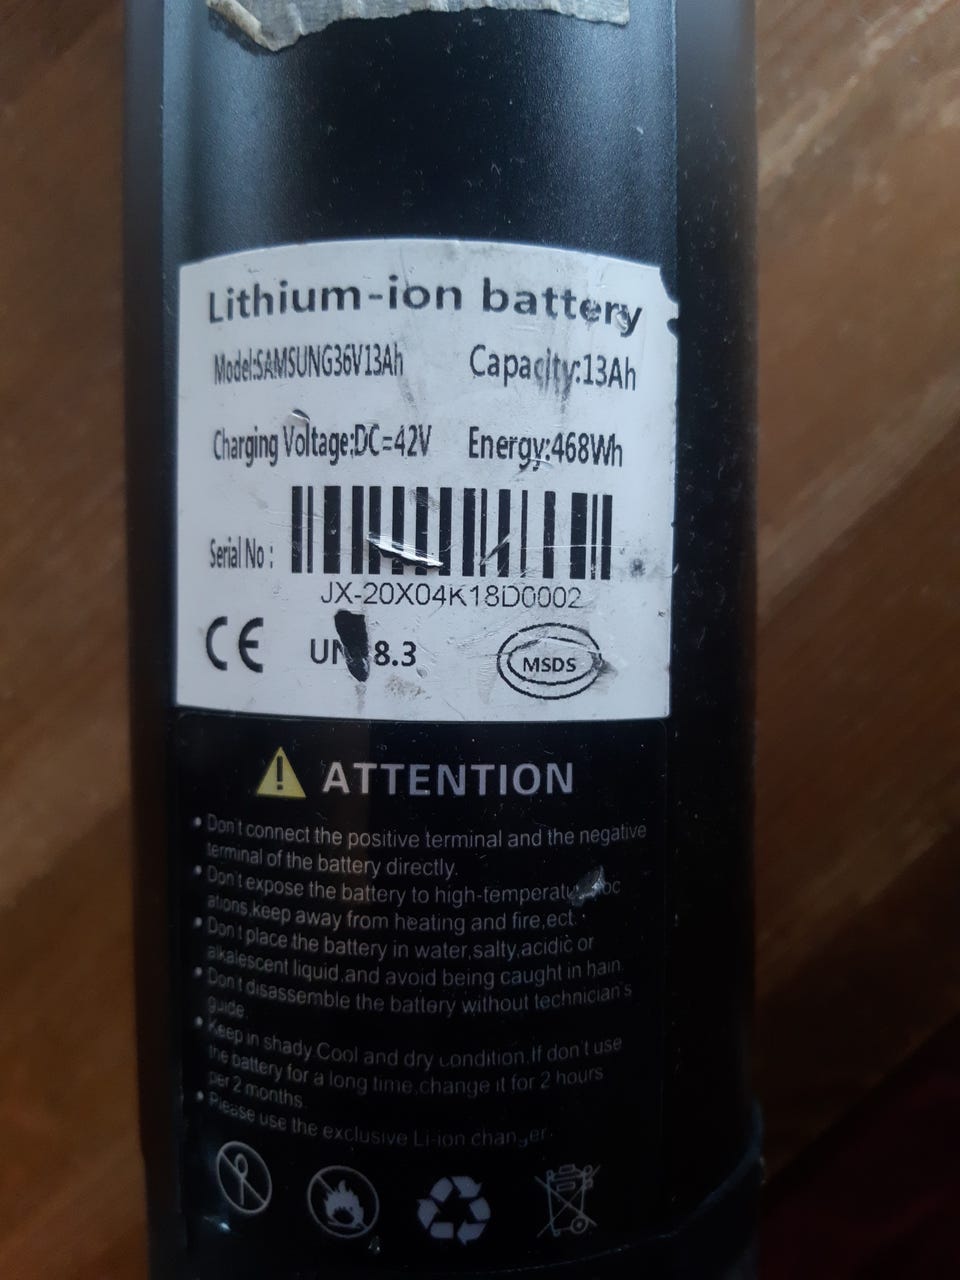 Lithium-ion battery
Model:SAMSUNG36V13Ah Capacity:13Ah
Charging Voltage:DC=42V Energy:468Wh
Serial No :
JX-20X04K18D0002
CE UN 8.3 MSDS
ATTENTION
• Don't connect the positive terminal and the negative
terminal of the battery directly.
• Don't expose the battery to high-temperatu
ations,keep away from heating and fire,ect.
• Don't place the battery in water,salty,acidic or
alkalescent liquid,and avoid being caught in hain.
• Don't disassemble the battery without technician's
guide.
• Keep in shady Cool and dry condition.If don't use
the battery for a long time,change it for 2 hours
per 2 months.
• Please use the exclusive Li-ion